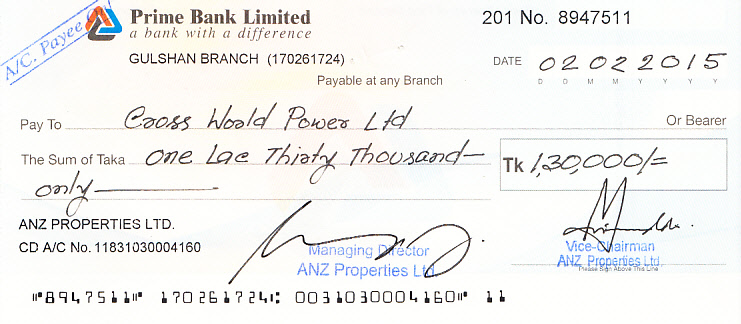 A/C. Payee
Prime Bank Limited
a bank with a difference
201 No. 8947511
GULSHAN BRANCH (170261724)
Payable at any Branch
DATE 02022015
D D M M Y Y Y Y
Pay To Cross World Power Ltd Or Bearer
The Sum of Taka One Lac Thirty Thousand—
only—
Tk 1,30,000/=
ANZ PROPERTIES LTD.
CD A/C No. 11831030004160
Managing Director
ANZ Properties Ltd.
Vice-Chairman
ANZ Properties Ltd.
Please Sign Above This Line
⑈8947511⑈ 170261724⑆ 0031030004160⑈ 11